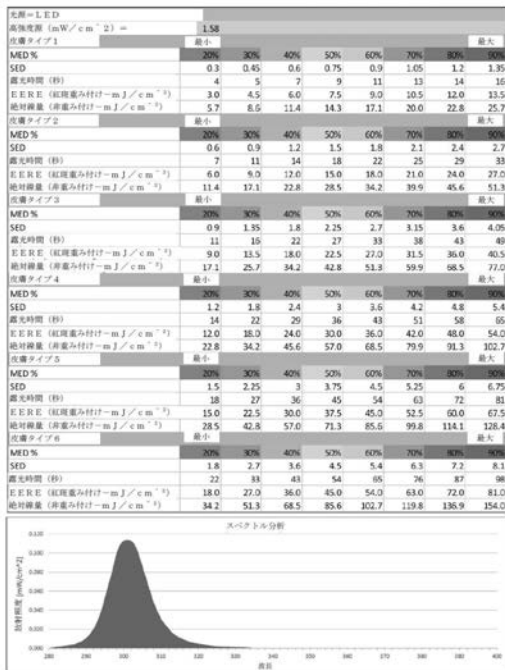 光源=LED
高強度源(mW/cm^2)= 1.58
皮膚タイプ1 最小 最大
MED% 20% 30% 40% 50% 60% 70% 80% 90%
SED 0.3 0.45 0.6 0.75 0.9 1.05 1.2 1.35
露光時間(秒) 4 5 7 9 11 13 14 16
EERE(紅斑重み付け-mJ/cm^2) 3.0 4.5 6.0 7.5 9.0 10.5 12.0 13.5
絶対線量(非重み付け-mJ/cm^2) 5.7 8.6 11.4 14.3 17.1 20.0 22.8 25.7
皮膚タイプ2 最小 最大
MED% 20% 30% 40% 50% 60% 70% 80% 90%
SED 0.6 0.9 1.2 1.5 1.8 2.1 2.4 2.7
露光時間(秒) 7 11 14 18 22 25 29 33
EERE(紅斑重み付け-mJ/cm^2) 6.0 9.0 12.0 15.0 18.0 21.0 24.0 27.0
絶対線量(非重み付け-mJ/cm^2) 11.4 17.1 22.8 28.5 34.2 39.9 45.6 51.3
皮膚タイプ3 最小 最大
MED% 20% 30% 40% 50% 60% 70% 80% 90%
SED 0.9 1.35 1.8 2.25 2.7 3.15 3.6 4.05
露光時間(秒) 11 16 22 27 33 38 43 49
EERE(紅斑重み付け-mJ/cm^2) 9.0 13.5 18.0 22.5 27.0 31.5 36.0 40.5
絶対線量(非重み付け-mJ/cm^2) 17.1 25.7 34.2 42.8 51.3 59.9 68.5 77.0
皮膚タイプ4 最小 最大
MED% 20% 30% 40% 50% 60% 70% 80% 90%
SED 1.2 1.8 2.4 3 3.6 4.2 4.8 5.4
露光時間(秒) 14 22 29 36 43 51 58 65
EERE(紅斑重み付け-mJ/cm^2) 12.0 18.0 24.0 30.0 36.0 42.0 48.0 54.0
絶対線量(非重み付け-mJ/cm^2) 22.8 34.2 45.6 57.0 68.5 79.9 91.3 102.7
皮膚タイプ5 最小 最大
MED% 20% 30% 40% 50% 60% 70% 80% 90%
SED 1.5 2.25 3 3.75 4.5 5.25 6 6.75
露光時間(秒) 18 27 36 45 54 63 72 81
EERE(紅斑重み付け-mJ/cm^2) 15.0 22.5 30.0 37.5 45.0 52.5 60.0 67.5
絶対線量(非重み付け-mJ/cm^2) 28.5 42.8 57.0 71.3 85.6 99.8 114.1 128.4
皮膚タイプ6 最小 最大
MED% 20% 30% 40% 50% 60% 70% 80% 90%
SED 1.8 2.7 3.6 4.5 5.4 6.3 7.2 8.1
露光時間(秒) 22 33 43 54 65 76 87 98
EERE(紅斑重み付け-mJ/cm^2) 18.0 27.0 36.0 45.0 54.0 63.0 72.0 81.0
絶対線量(非重み付け-mJ/cm^2) 34.2 51.3 68.5 85.6 102.7 119.8 136.9 154.0
スペクトル分析
放射照度 [mW/cm^2]
0.120
0.080
0.040
0.000
280 290 300 310 320 330 340 350 360 370 380 390 400
波長